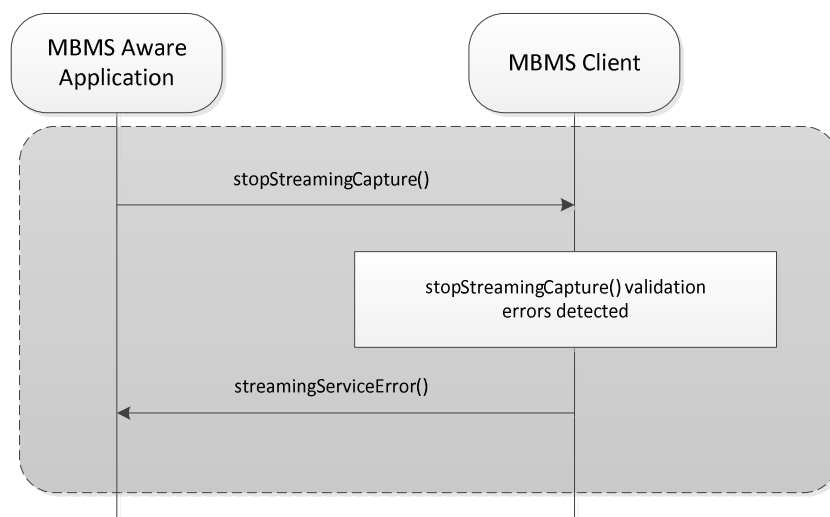 MBMS Aware
Application
MBMS Client
stopStreamingCapture()
stopStreamingCapture() validation
errors detected
streamingServiceError()